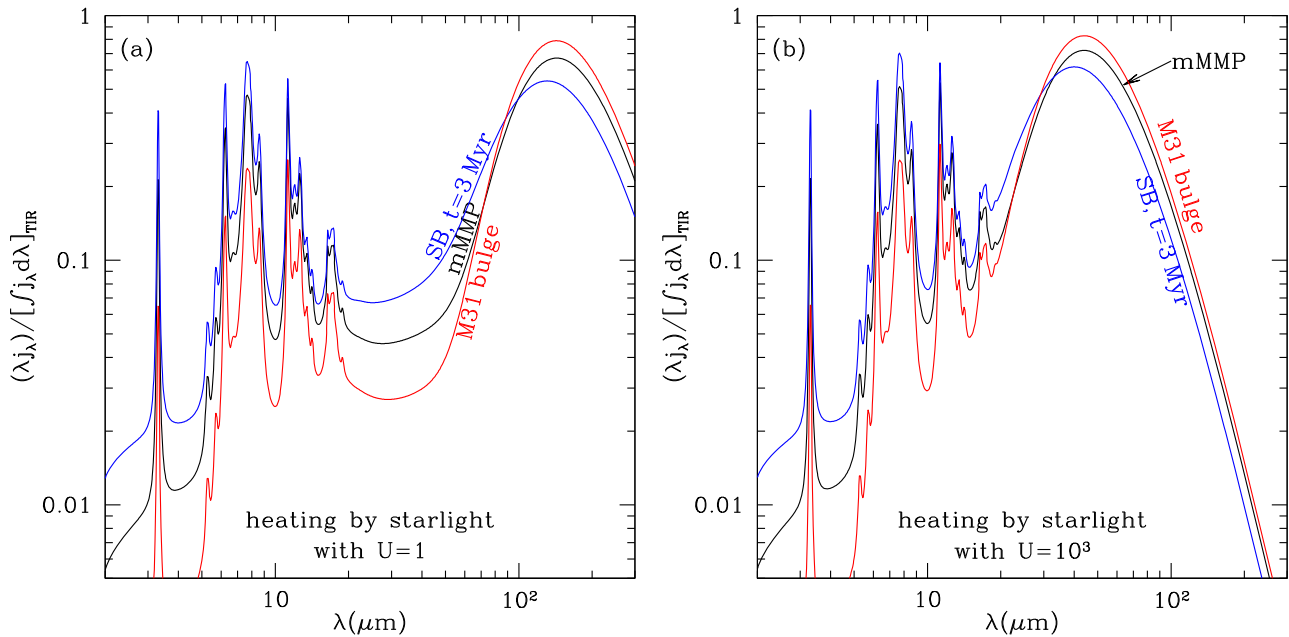 (a)
1
0.1
0.01
(λj_λ)/[∫j_λdλ]_TIR
SB, t=3 Myr
mMMP
M31 bulge
heating by starlight
with U=1
10
10²
λ(μm)
(b)
1
0.1
0.01
(λj_λ)/[∫j_λdλ]_TIR
mMMP
M31 bulge
SB, t=3 Myr
heating by starlight
with U=10³
10
10²
λ(μm)